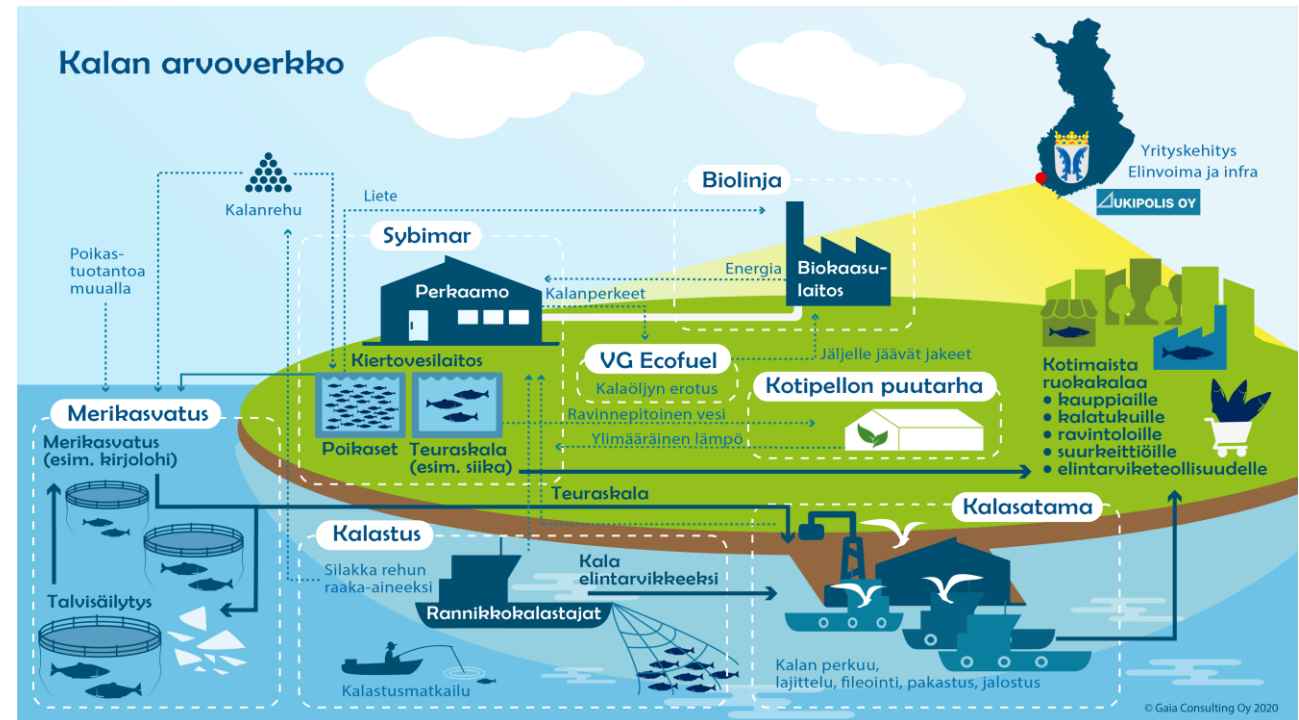 Kalan arvoverkko
Yrityskehitys
Elinvoima ja infra
UKIPOLIS OY
Kalanrehu
Liete
Biolinja
Sybimar
Poikas-
tuotantoa
muualla
Perkaamo
Energia
Biokaasu-
laitos
Kalanperkeet
Kiertovesilaitos
VG Ecofuel
Jäljelle jäävät jakeet
Kalaöljyn erotus
Kotipellon puutarha
Kotimaista
ruokakalaa
• kauppiaille
• kalatukuille
• ravintoloille
• suurkeittiöille
• elintarviketeollisuudelle
Merikasvatus
Merikasvatus
(esim. kirjolohi)
Ravinnepitoinen vesi
Ylimääräinen lämpö
Poikaset
Teuraskala
(esim. siika)
Teuraskala
Kalasatama
Kalastus
Silakka rehun
raaka-aineeksi
Kala
elintarvikkeeksi
Talvisäilytys
Rannikkokalastajat
Kalastusmatkailu
Kalan perkuu,
lajittelu, fileointi, pakastus, jalostus
© Gaia Consulting Oy 2020